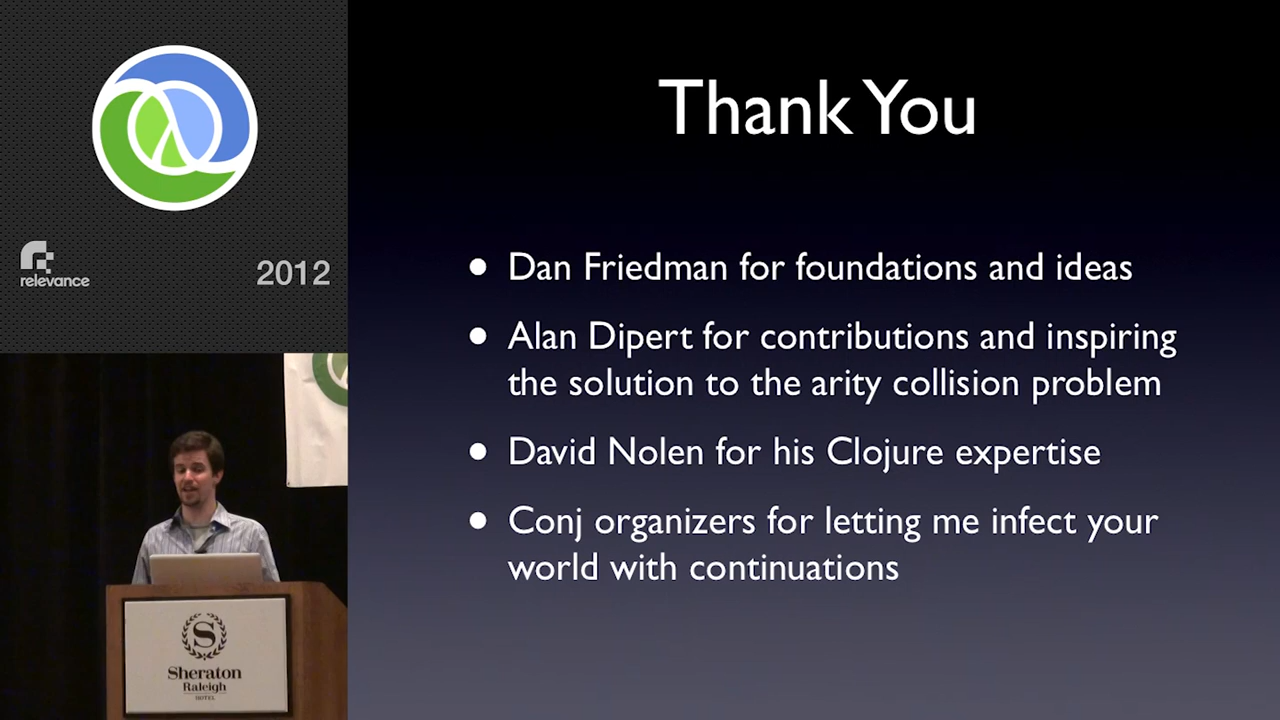 relevance
2012
Thank You
• Dan Friedman for foundations and ideas
• Alan Dipert for contributions and inspiring
the solution to the arity collision problem
• David Nolen for his Clojure expertise
• Conj organizers for letting me infect your
world with continuations
S
Sheraton
Raleigh
HOTEL